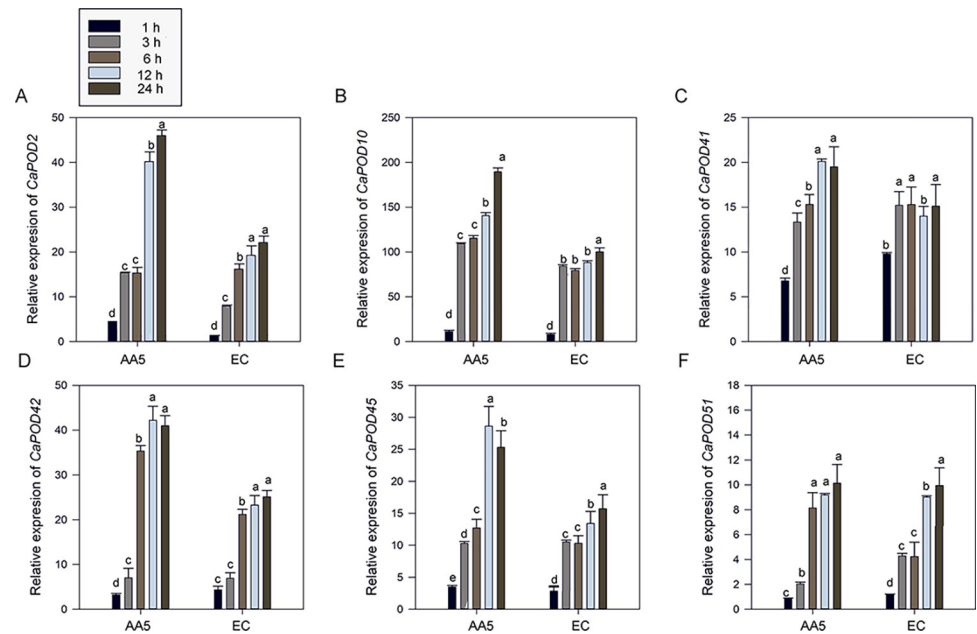 1 h
3 h
6 h
12 h
24 h
A
Relative expresion of CaPOD2
50
40
30
20
10
0
d
c
c
b
a
d
c
b
a
a
AA5
EC
B
Relative expresion of CaPOD10
250
200
150
100
50
0
d
c
c
b
a
d
b
b
b
a
AA5
EC
C
Relative expresion of CaPOD41
25
20
15
10
5
0
d
c
b
a
a
b
a
a
b
a
AA5
EC
D
Relative expresion of CaPOD42
50
40
30
20
10
0
d
c
b
a
a
c
c
b
a
a
AA5
EC
E
Relative expresion of CaPOD45
35
30
25
20
15
10
5
0
e
d
c
a
b
d
c
c
b
a
AA5
EC
F
Relative expresion of CaPOD51
18
16
14
12
10
8
6
4
2
0
c
b
a
a
a
d
c
c
b
a
AA5
EC